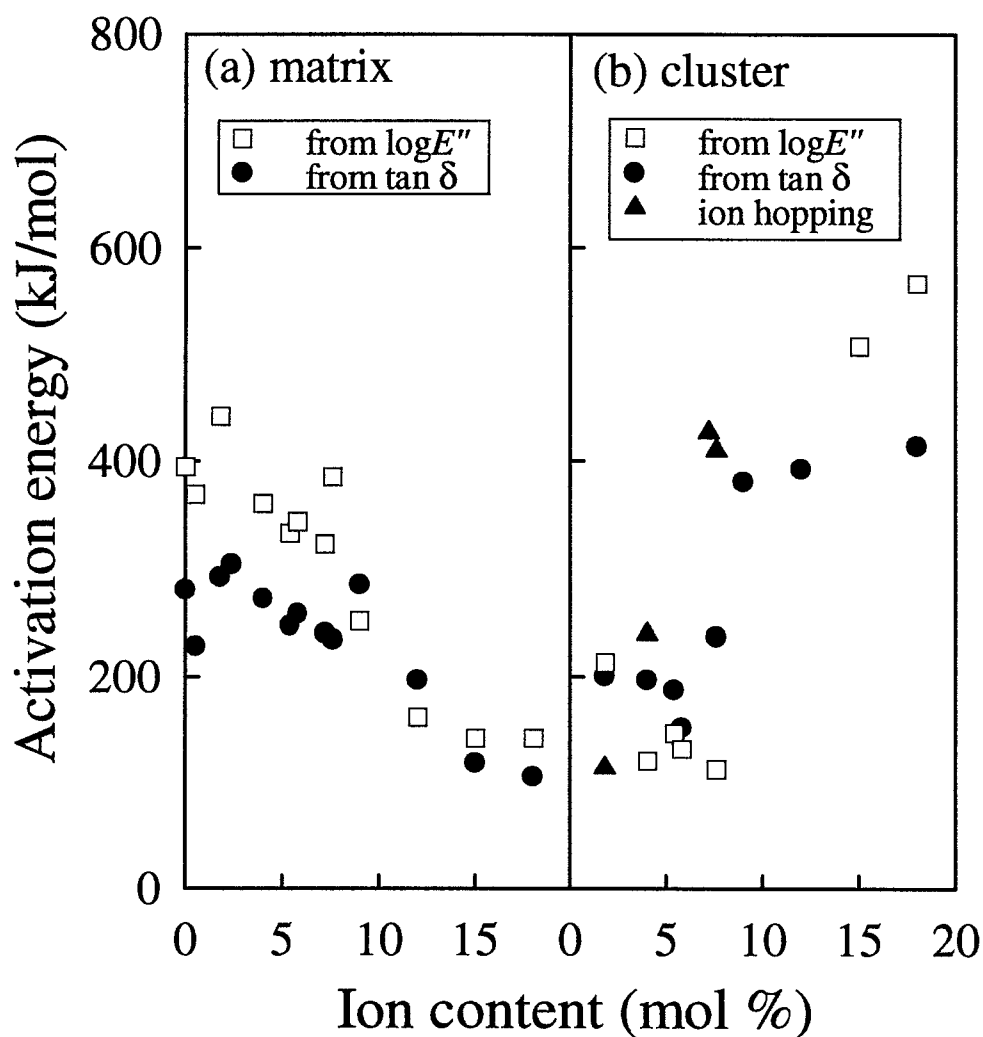 800
600
400
200
0
Activation energy (kJ/mol)
(a) matrix
from logE″
from tan δ
(b) cluster
from logE″
from tan δ
ion hopping
0 5 10 15 0 5 10 15 20
Ion content (mol %)